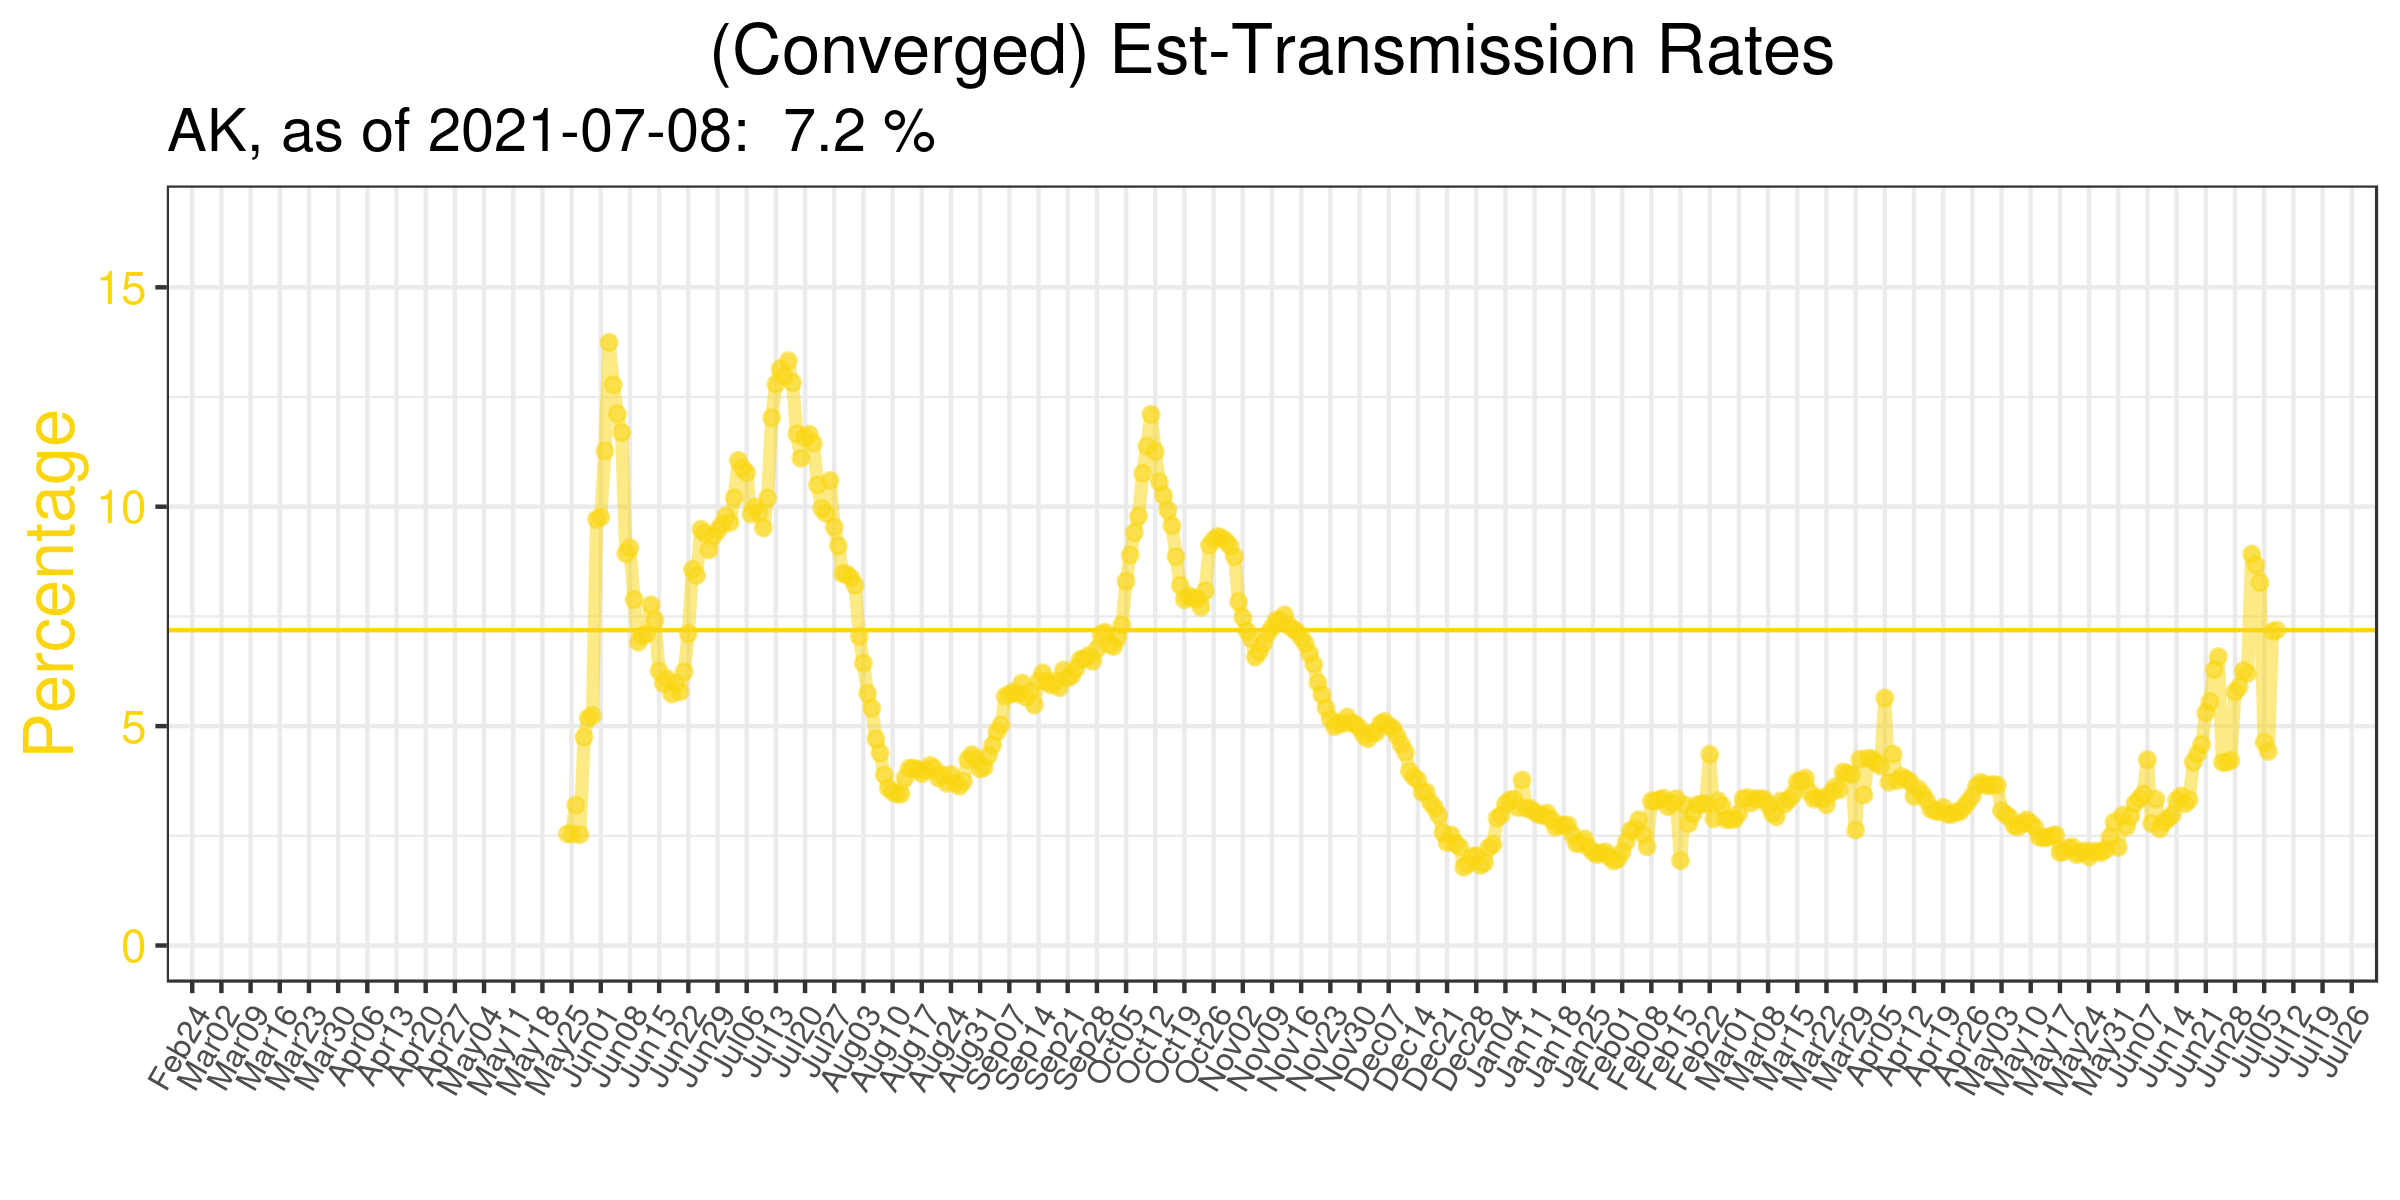 (Converged) Est-Transmission Rates
AK, as of 2021-07-08:  7.2 %
Percentage
15
10
5
0
Feb24
Mar02
Mar09
Mar16
Mar23
Mar30
Apr06
Apr13
Apr20
Apr27
May04
May11
May18
May25
Jun01
Jun08
Jun15
Jun22
Jun29
Jul06
Jul13
Jul20
Jul27
Aug03
Aug10
Aug17
Aug24
Aug31
Sep07
Sep14
Sep21
Sep28
Oct05
Oct12
Oct19
Oct26
Nov02
Nov09
Nov16
Nov23
Nov30
Dec07
Dec14
Dec21
Dec28
Jan04
Jan11
Jan18
Jan25
Feb01
Feb08
Feb15
Feb22
Mar01
Mar08
Mar15
Mar22
Mar29
Apr05
Apr12
Apr19
Apr26
May03
May10
May17
May24
May31
Jun07
Jun14
Jun21
Jun28
Jul05
Jul12
Jul19
Jul26